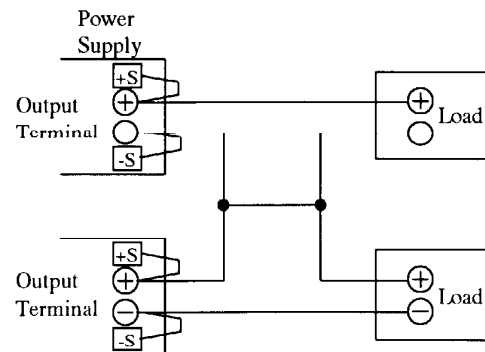 Power
Supply
+S
Output
+
+
Load
Terminal
-S
+S
Output
+
+
Load
Terminal
−
−
-S